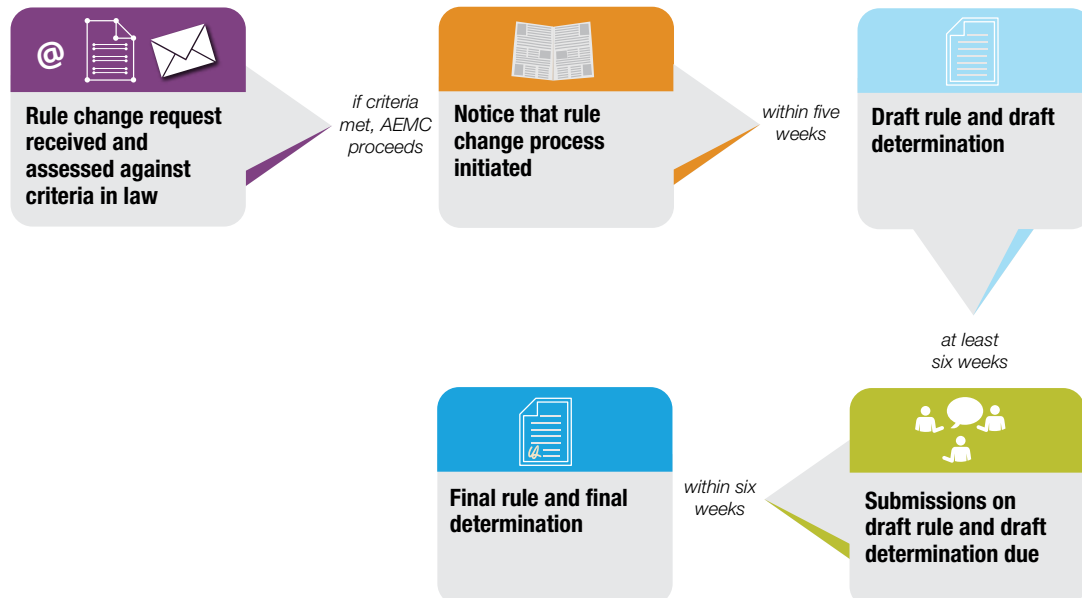 @
Rule change request
received and
assessed against
criteria in law
if criteria
met, AEMC
proceeds
Notice that rule
change process
initiated
within five
weeks
Draft rule and draft
determination
at least
six weeks
Submissions on
draft rule and draft
determination due
within six
weeks
Final rule and final
determination